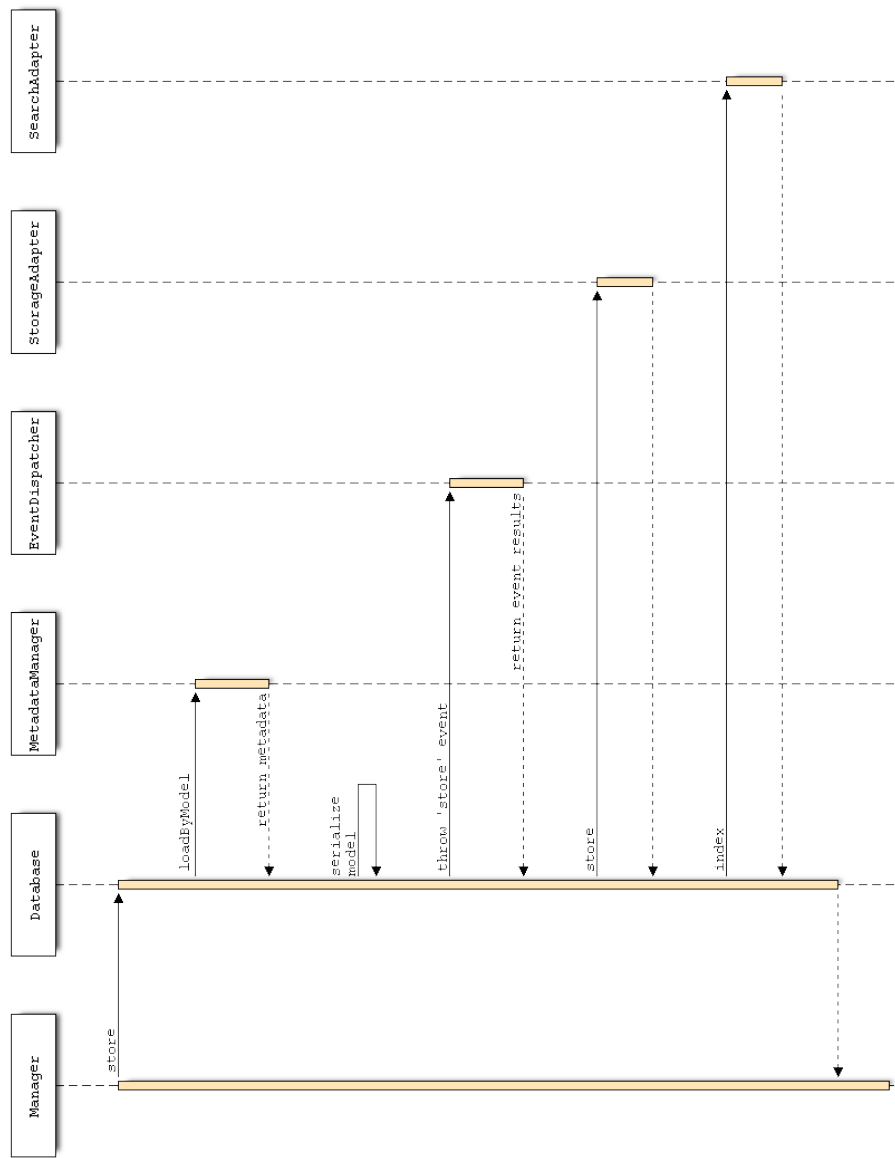 Manager
Database
MetadataManager
EventDispatcher
StorageAdapter
SearchAdapter
store
loadByModel
return metadata
serialize
model
throw 'store' event
return event results
store
index